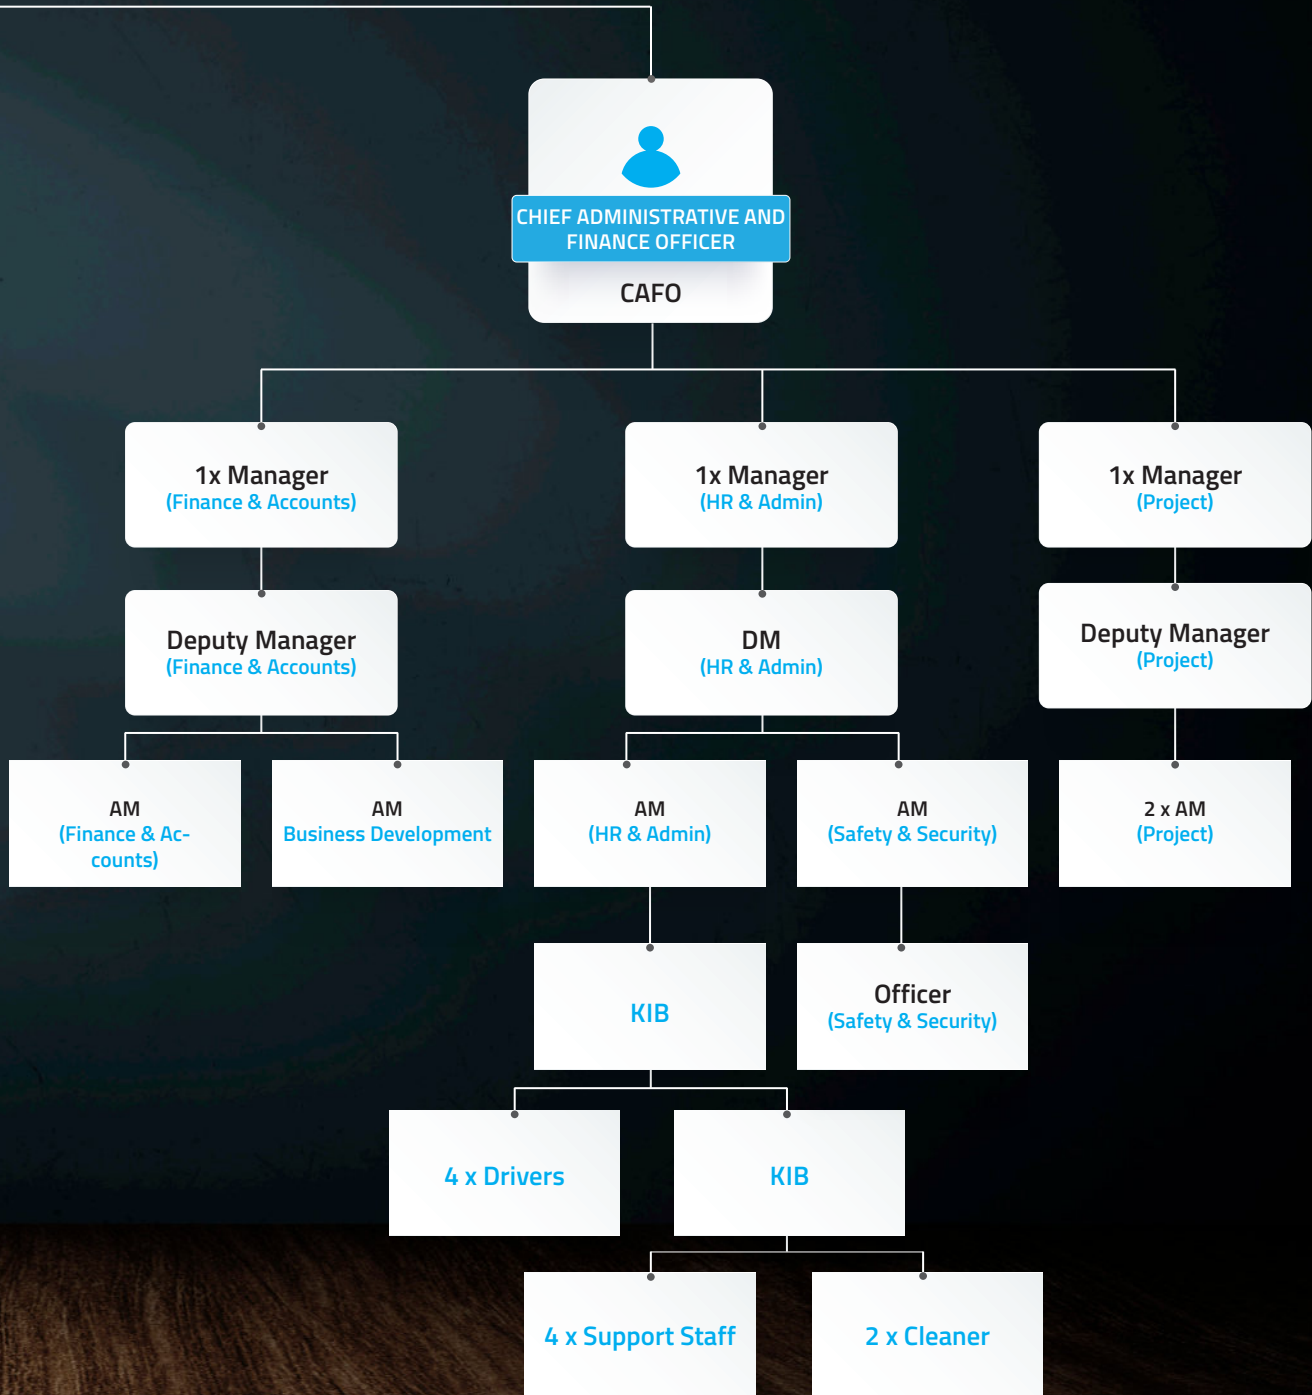 CHIEF ADMINISTRATIVE AND
FINANCE OFFICER
CAFO
1x Manager
(Finance & Accounts)
1x Manager
(HR & Admin)
1x Manager
(Project)
Deputy Manager
(Finance & Accounts)
DM
(HR & Admin)
Deputy Manager
(Project)
AM
(Finance & Ac-
counts)
AM
Business Development
AM
(HR & Admin)
AM
(Safety & Security)
2 x AM
(Project)
KIB
Officer
(Safety & Security)
4 x Drivers
KIB
4 x Support Staff
2 x Cleaner